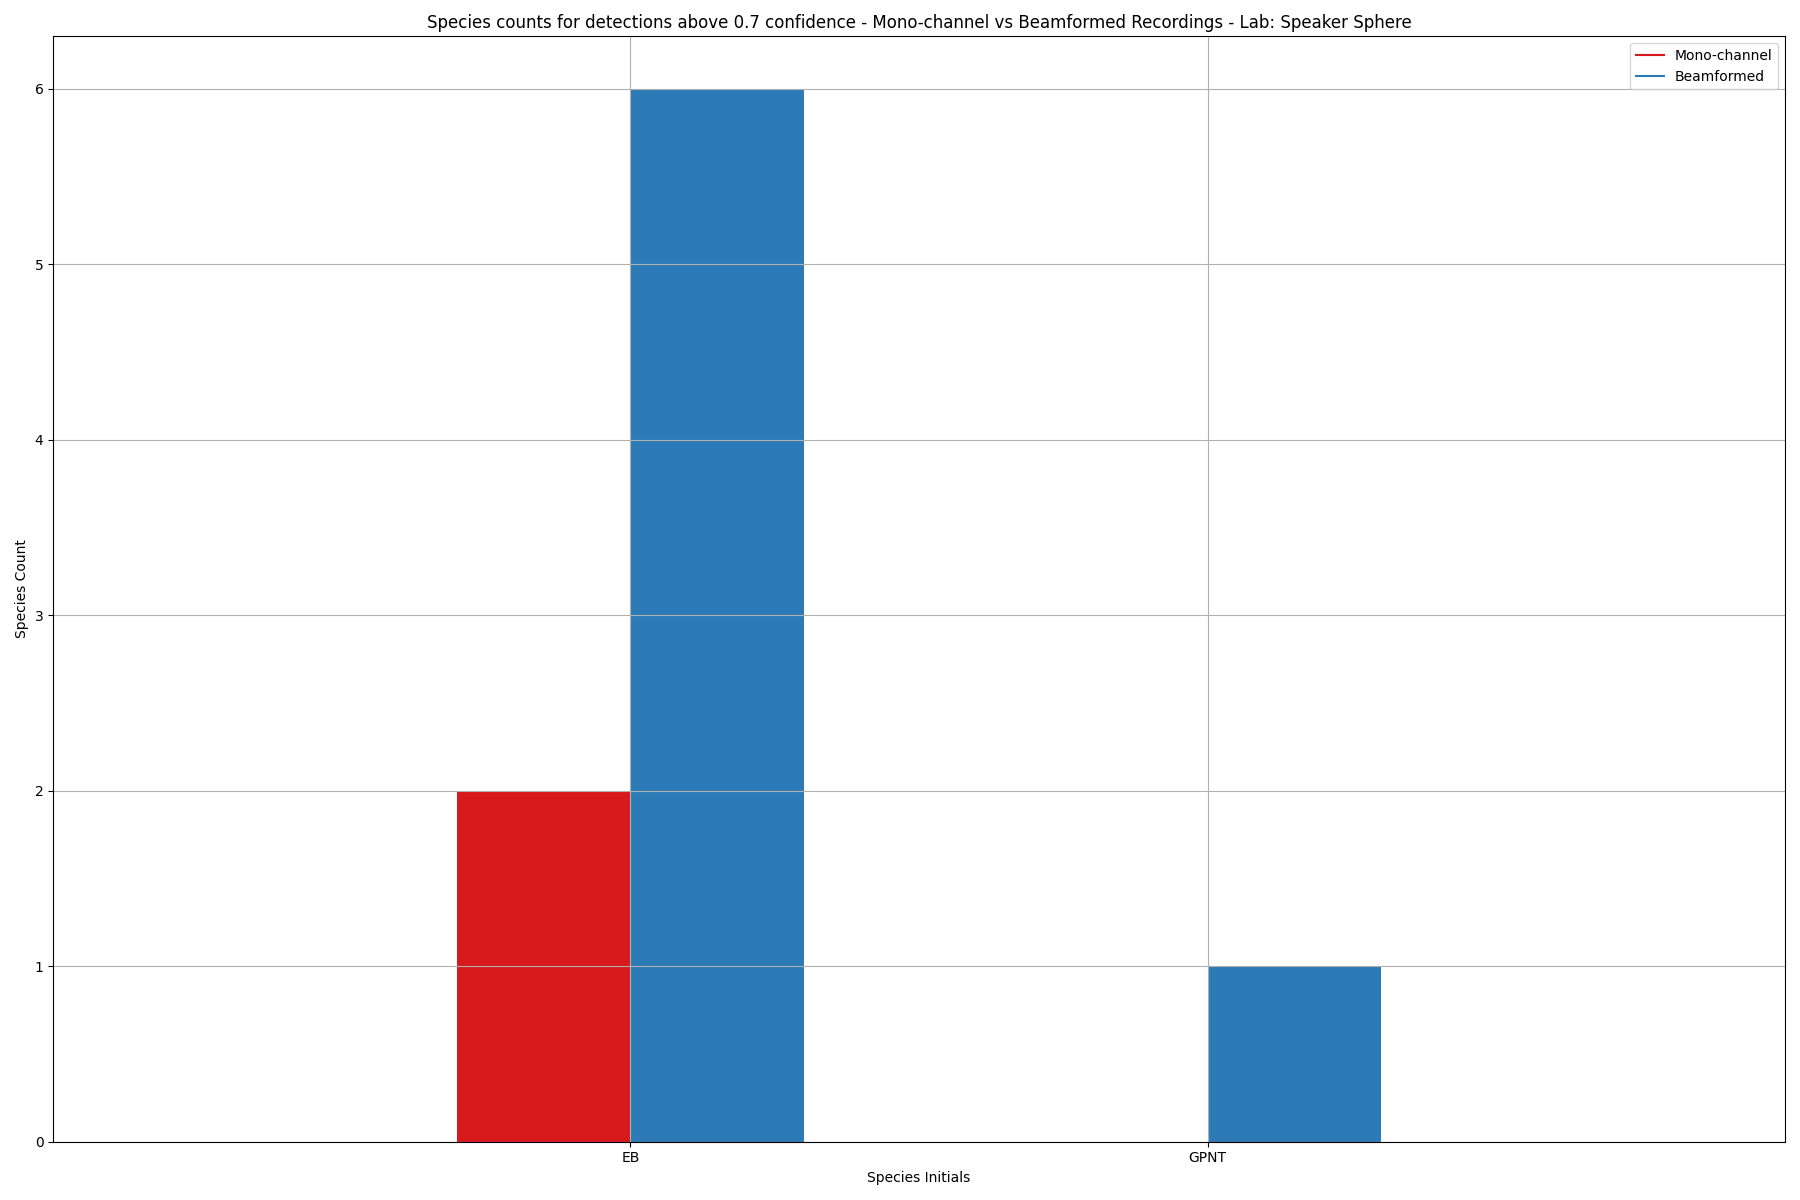 Species counts for detections above 0.7 confidence - Mono-channel vs Beamformed Recordings - Lab: Speaker Sphere
Mono-channel
Beamformed
6
5
4
3
2
1
0
Species Count
EB
GPNT
Species Initials